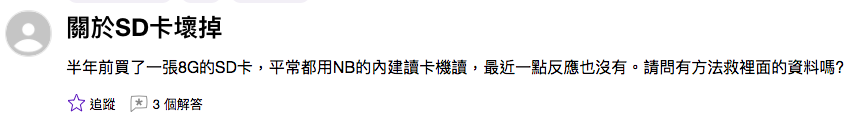 關於SD卡壞掉
半年前買了一張8G的SD卡，平常都用NB的內建讀卡機讀，最近一點反應也沒有。請問有方法救裡面的資料嗎?
追蹤 3 個解答